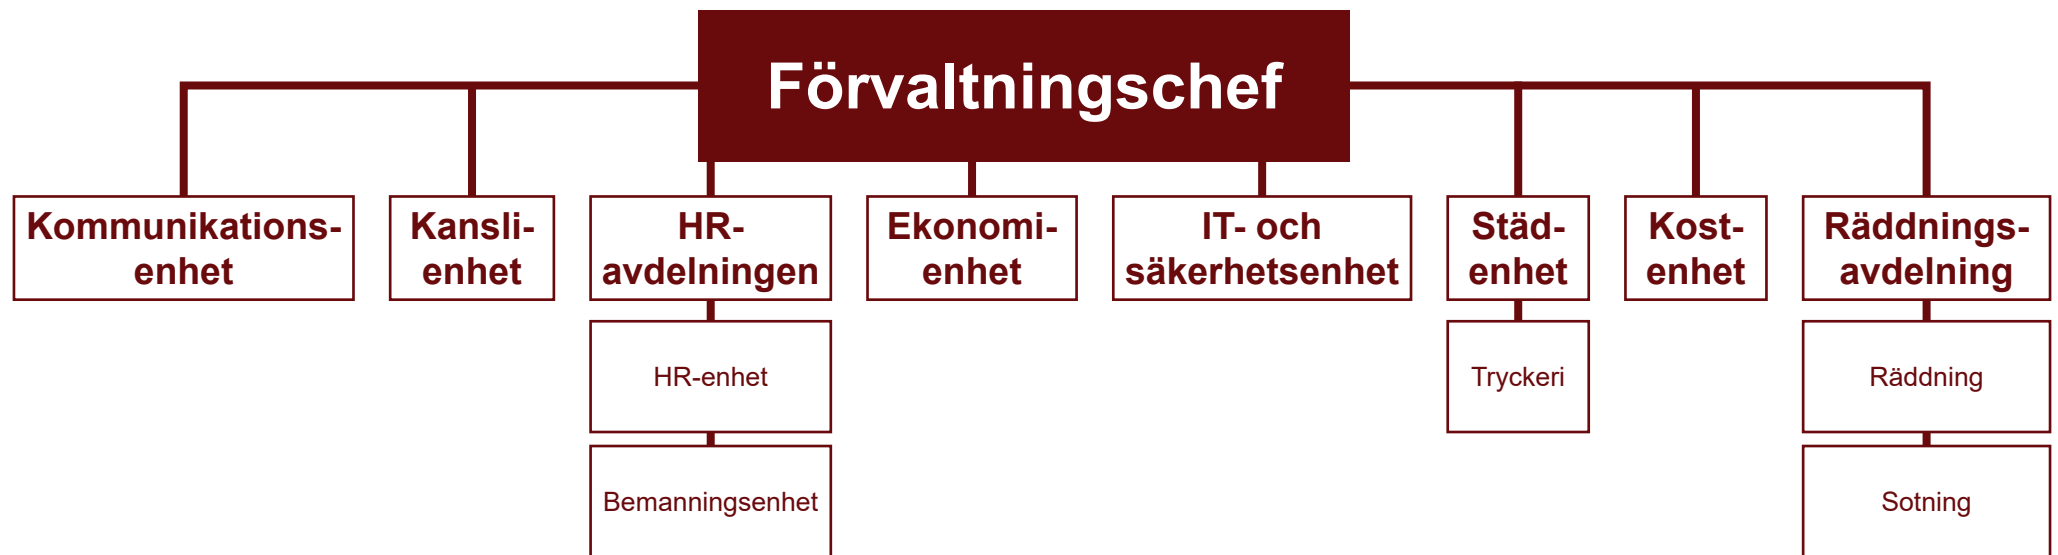 Förvaltningschef
Kommunikations-
enhet
Kansli-
enhet
HR-
avdelningen
Ekonomi-
enhet
IT- och
säkerhetsenhet
Städ-
enhet
Kost-
enhet
Räddnings-
avdelning
HR-enhet
Tryckeri
Räddning
Bemanningsenhet
Sotning